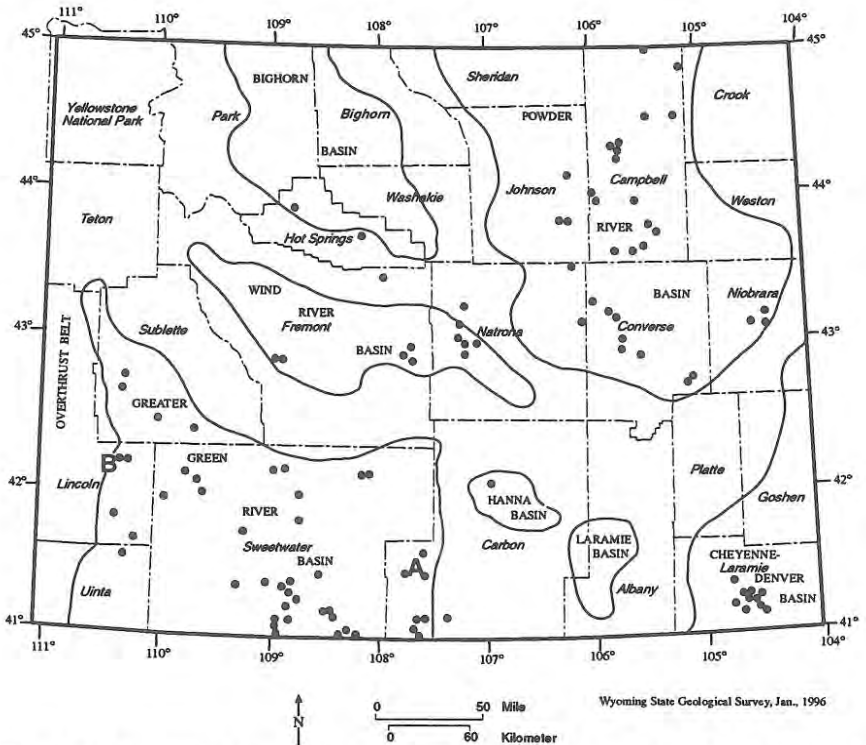 111° 110° 109° 108° 107° 106° 105° 104°
45° 45°
BIGHORN
Sheridan
Crook
Yellowstone
National Park
Park
Bighorn
POWDER
BASIN
44° 44°
Washakie
Johnson
Campbell
Weston
Teton
Hot Springs
RIVER
WIND
RIVER
BASIN
Niobrara
43° 43°
Sublette
Fremont
Natrona
Converse
BASIN
OVERTHRUST BELT
GREATER
B
GREEN
Platte
42° 42°
Lincoln
HANNA
BASIN
Goshen
RIVER
Sweetwater
Carbon
LARAMIE
BASIN
CHEYENNE-
Laramie
BASIN
A
Uinta
Albany
DENVER
BASIN
41° 41°
111° 110° 109° 108° 107° 106° 105° 104°
N
0 50 Mile
0 60 Kilometer
Wyoming State Geological Survey, Jan., 1996